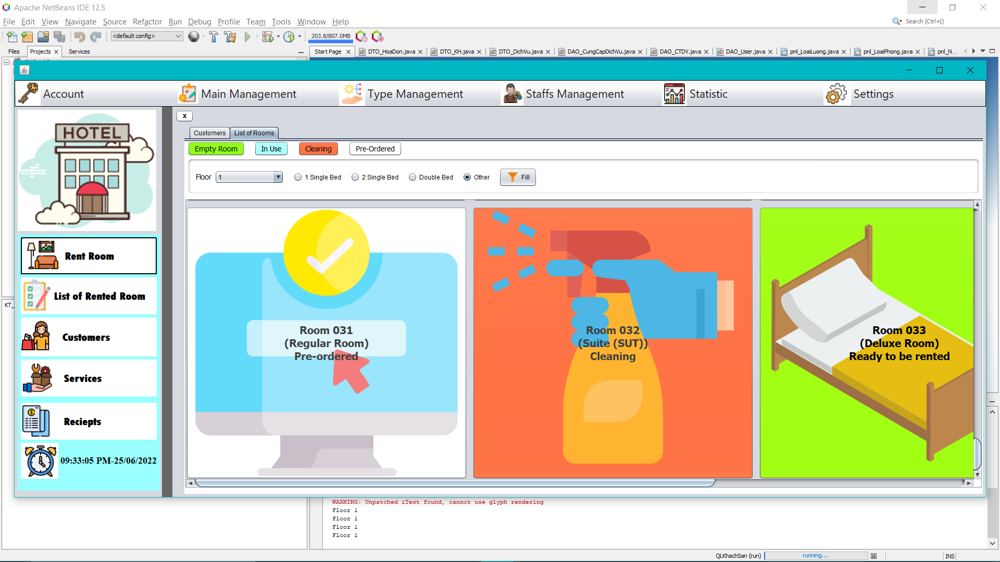 Apache NetBeans IDE 12.5
File Edit View Navigate Source Refactor Run Debug Profile Team Tools Window Help
Search (Ctrl+I)
<default config>
203.8/807.0MB
Files Projects Services
Start Page DTO_HoaDon.java DTO_KH.java DTO_DichVu.java DAO_CungCapDichVu.java DAO_CTDV.java DAO_User.java pnl_LoaiLuong.java pnl_LoaiPhong.java pnl_N...
Account Main Management Type Management Staffs Management Statistic Settings
HOTEL
X
Customers List of Rooms
Empty Room In Use Cleaning Pre-Ordered
Floor 1 1 Single Bed 2 Single Bed Double Bed Other Fill
Rent Room
List of Rented Room
Customers
Services
Reciepts
09:33:05 PM-25/06/2022
KT_
Room 031
(Regular Room)
Pre-ordered
Room 032
(Suite (SUT))
Cleaning
Room 033
(Deluxe Room)
Ready to be rented
WARNING: Unpatched iText found, cannot use glyph rendering
Floor 1
Floor 1
Floor 1
Floor 1
QLKhachSan (run) running... INS